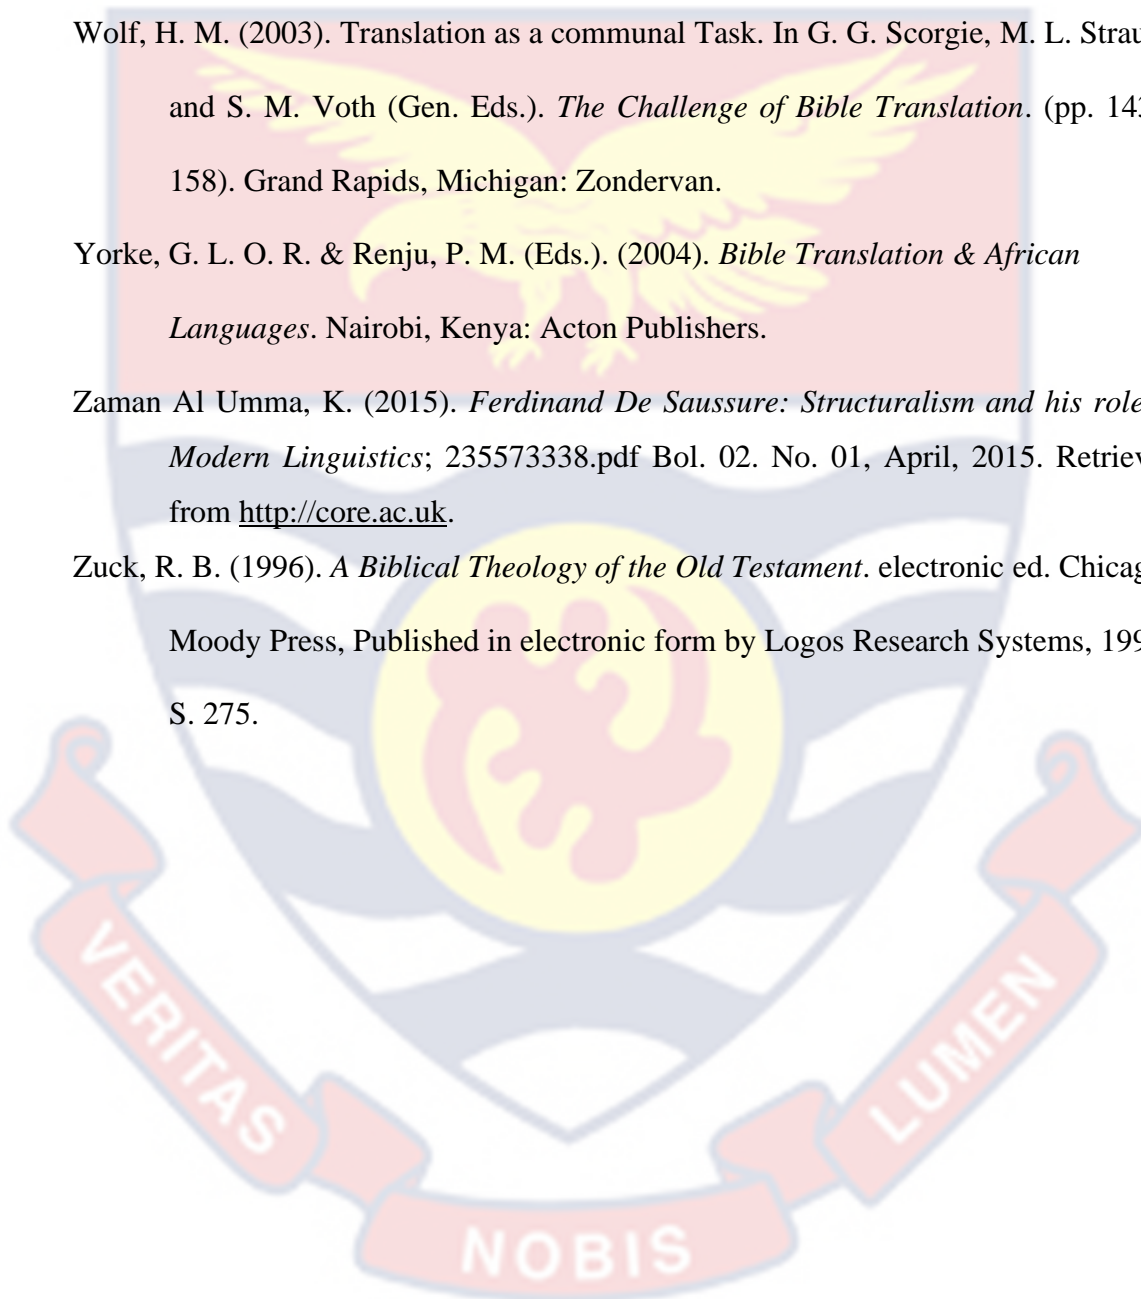 Wolf, H. M. (2003). Translation as a communal Task. In G. G. Scorgie, M. L. Strau
and S. M. Voth (Gen. Eds.). The Challenge of Bible Translation. (pp. 143
158). Grand Rapids, Michigan: Zondervan.
Yorke, G. L. O. R. & Renju, P. M. (Eds.). (2004). Bible Translation & African
Languages. Nairobi, Kenya: Acton Publishers.
Zaman Al Umma, K. (2015). Ferdinand De Saussure: Structuralism and his role
Modern Linguistics; 235573338.pdf Bol. 02. No. 01, April, 2015. Retriev
from http://core.ac.uk.
Zuck, R. B. (1996). A Biblical Theology of the Old Testament. electronic ed. Chicag
Moody Press, Published in electronic form by Logos Research Systems, 199
S. 275.
VERITAS
NOBIS
LUMEN